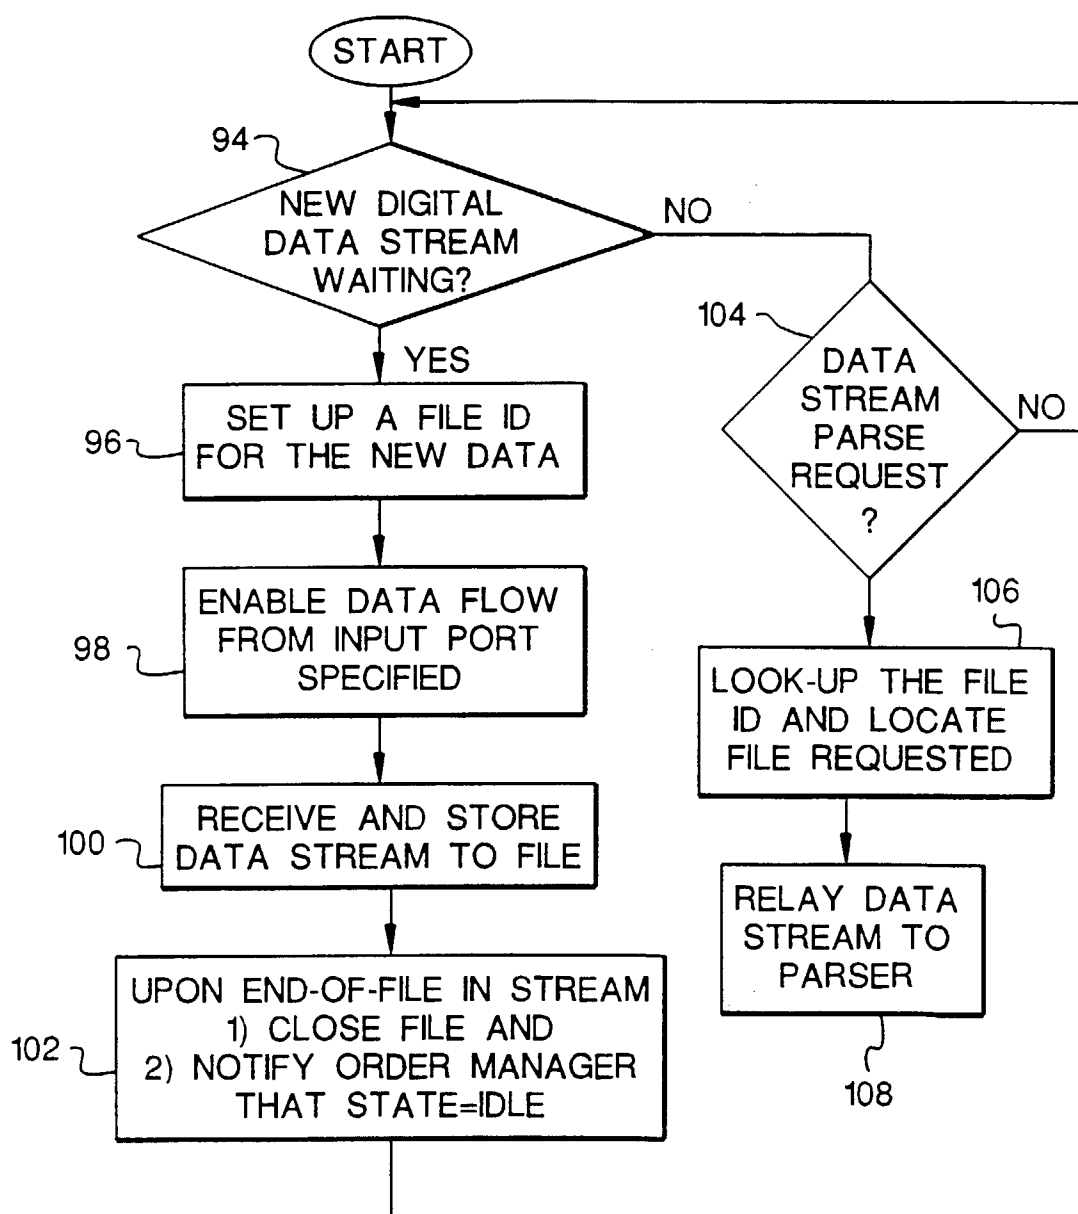 START
94
NEW DIGITAL
DATA STREAM
WAITING?
NO
YES
96
SET UP A FILE ID
FOR THE NEW DATA
98
ENABLE DATA FLOW
FROM INPUT PORT
SPECIFIED
100
RECEIVE AND STORE
DATA STREAM TO FILE
102
UPON END-OF-FILE IN STREAM
1) CLOSE FILE AND
2) NOTIFY ORDER MANAGER
THAT STATE=IDLE
104
DATA
STREAM
PARSE
REQUEST
?
NO
106
LOOK-UP THE FILE
ID AND LOCATE
FILE REQUESTED
RELAY DATA
STREAM TO
PARSER
108